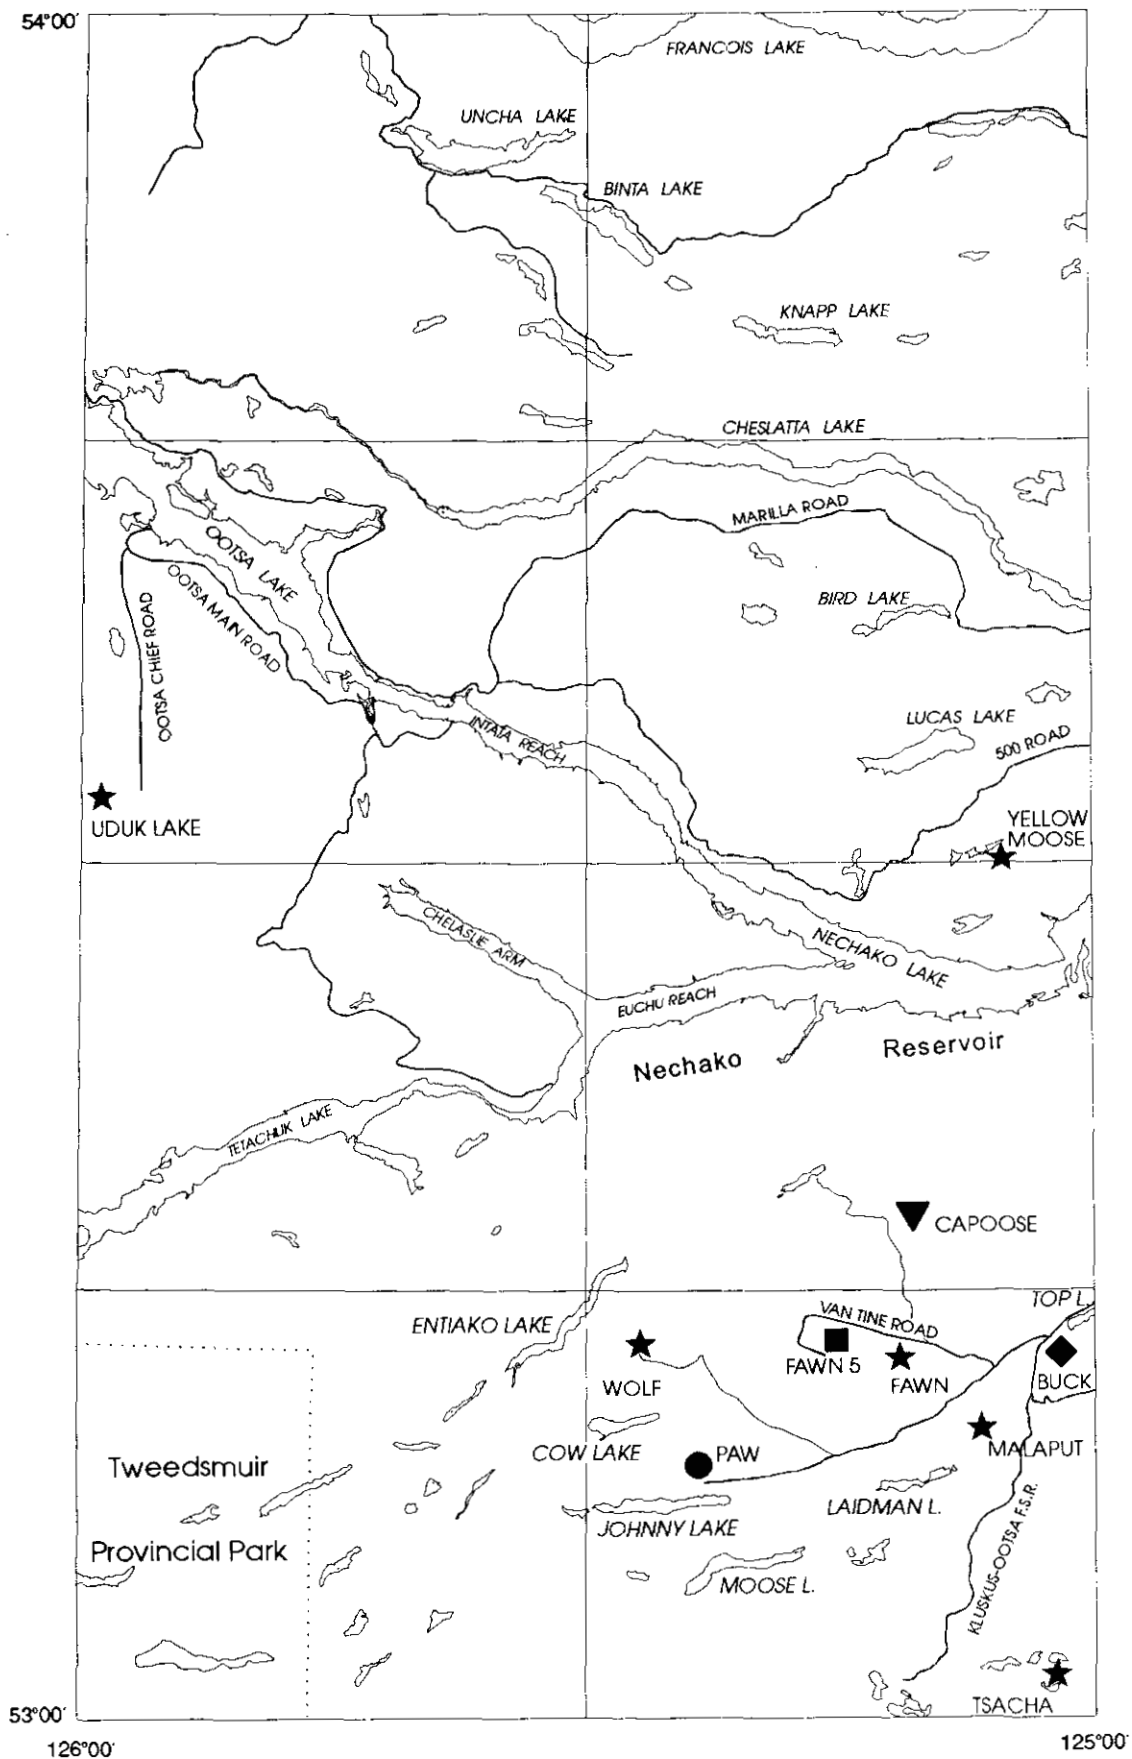 54°00'
FRANCOIS LAKE
UNCHA LAKE
BINTA LAKE
KNAPP LAKE
CHESLATTA LAKE
MARILLA ROAD
OOTSA LAKE
OOTSA MAIN ROAD
OOTSA CHIEF ROAD
BIRD LAKE
LUCAS LAKE
500 ROAD
INTATA REACH
UDUK LAKE
YELLOW
MOOSE
CHELASLIE ARM
NECHAKO LAKE
EUCHU REACH
Nechako
Reservoir
TETACHUK LAKE
CAPOOSE
TOP L.
ENTIAKO LAKE
VAN TINE ROAD
FAWN 5
FAWN
BUCK
WOLF
COW LAKE
PAW
MALAPUT
Tweedsmuir
Provincial Park
LAIDMAN L.
JOHNNY LAKE
MOOSE L.
KLUSKUS-OOTSA F.S.R.
TSACHA
53°00'
126°00'
125°00'